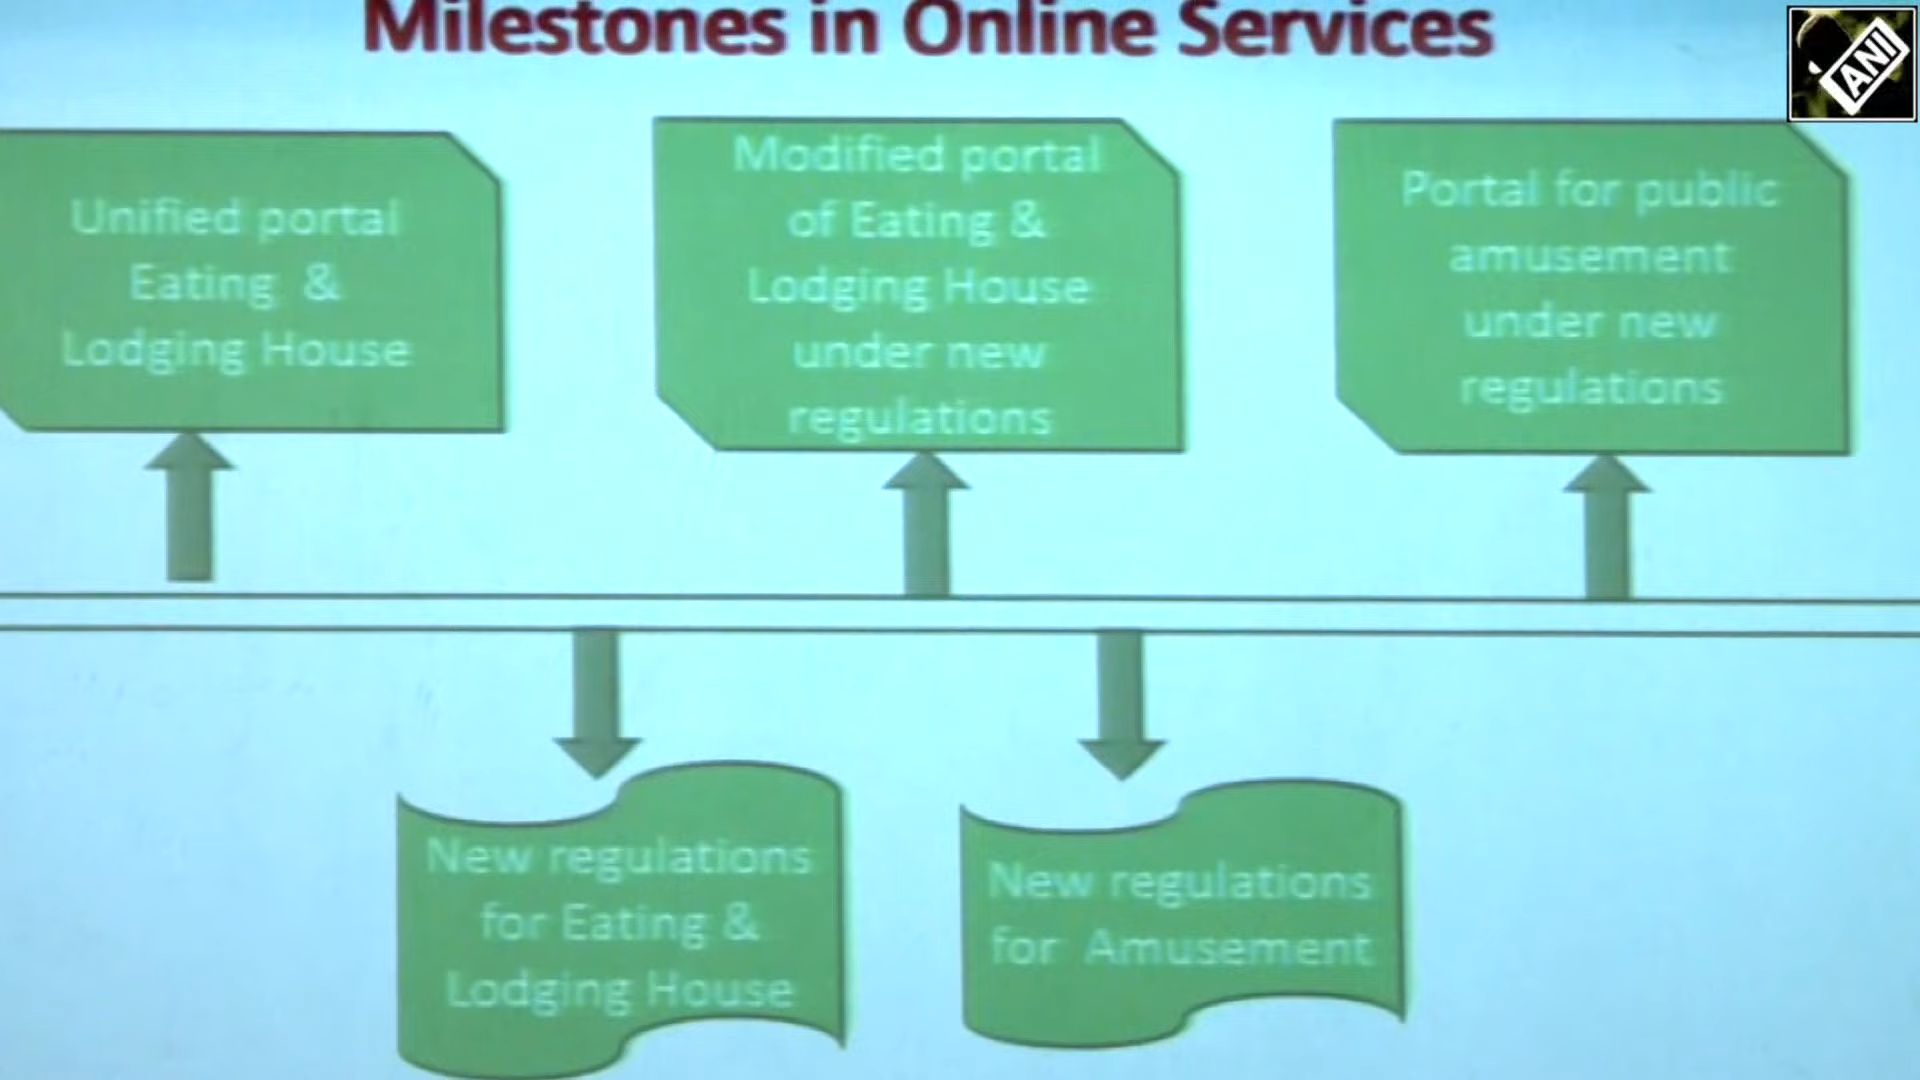 Milestones in Online Services
ANI
Unified portal
Eating & 
Lodging House
Modified portal
of Eating &
Lodging House
under new
regulations
Portal for public
amusement
under new
regulations
New regulations
for Eating &
Lodging House
New regulations
for Amusement